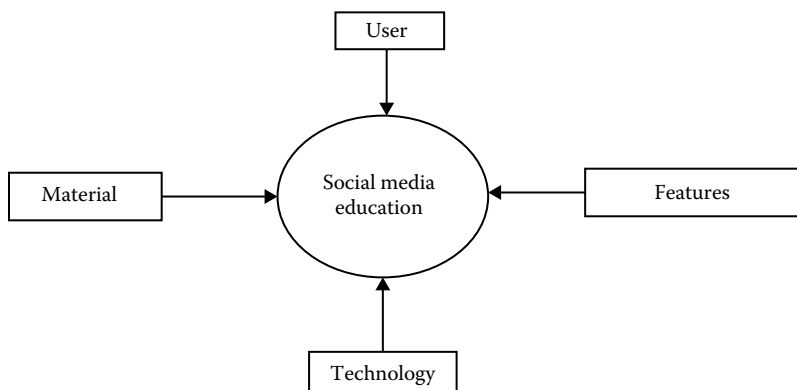 User
Material
Social media
education
Features
Technology